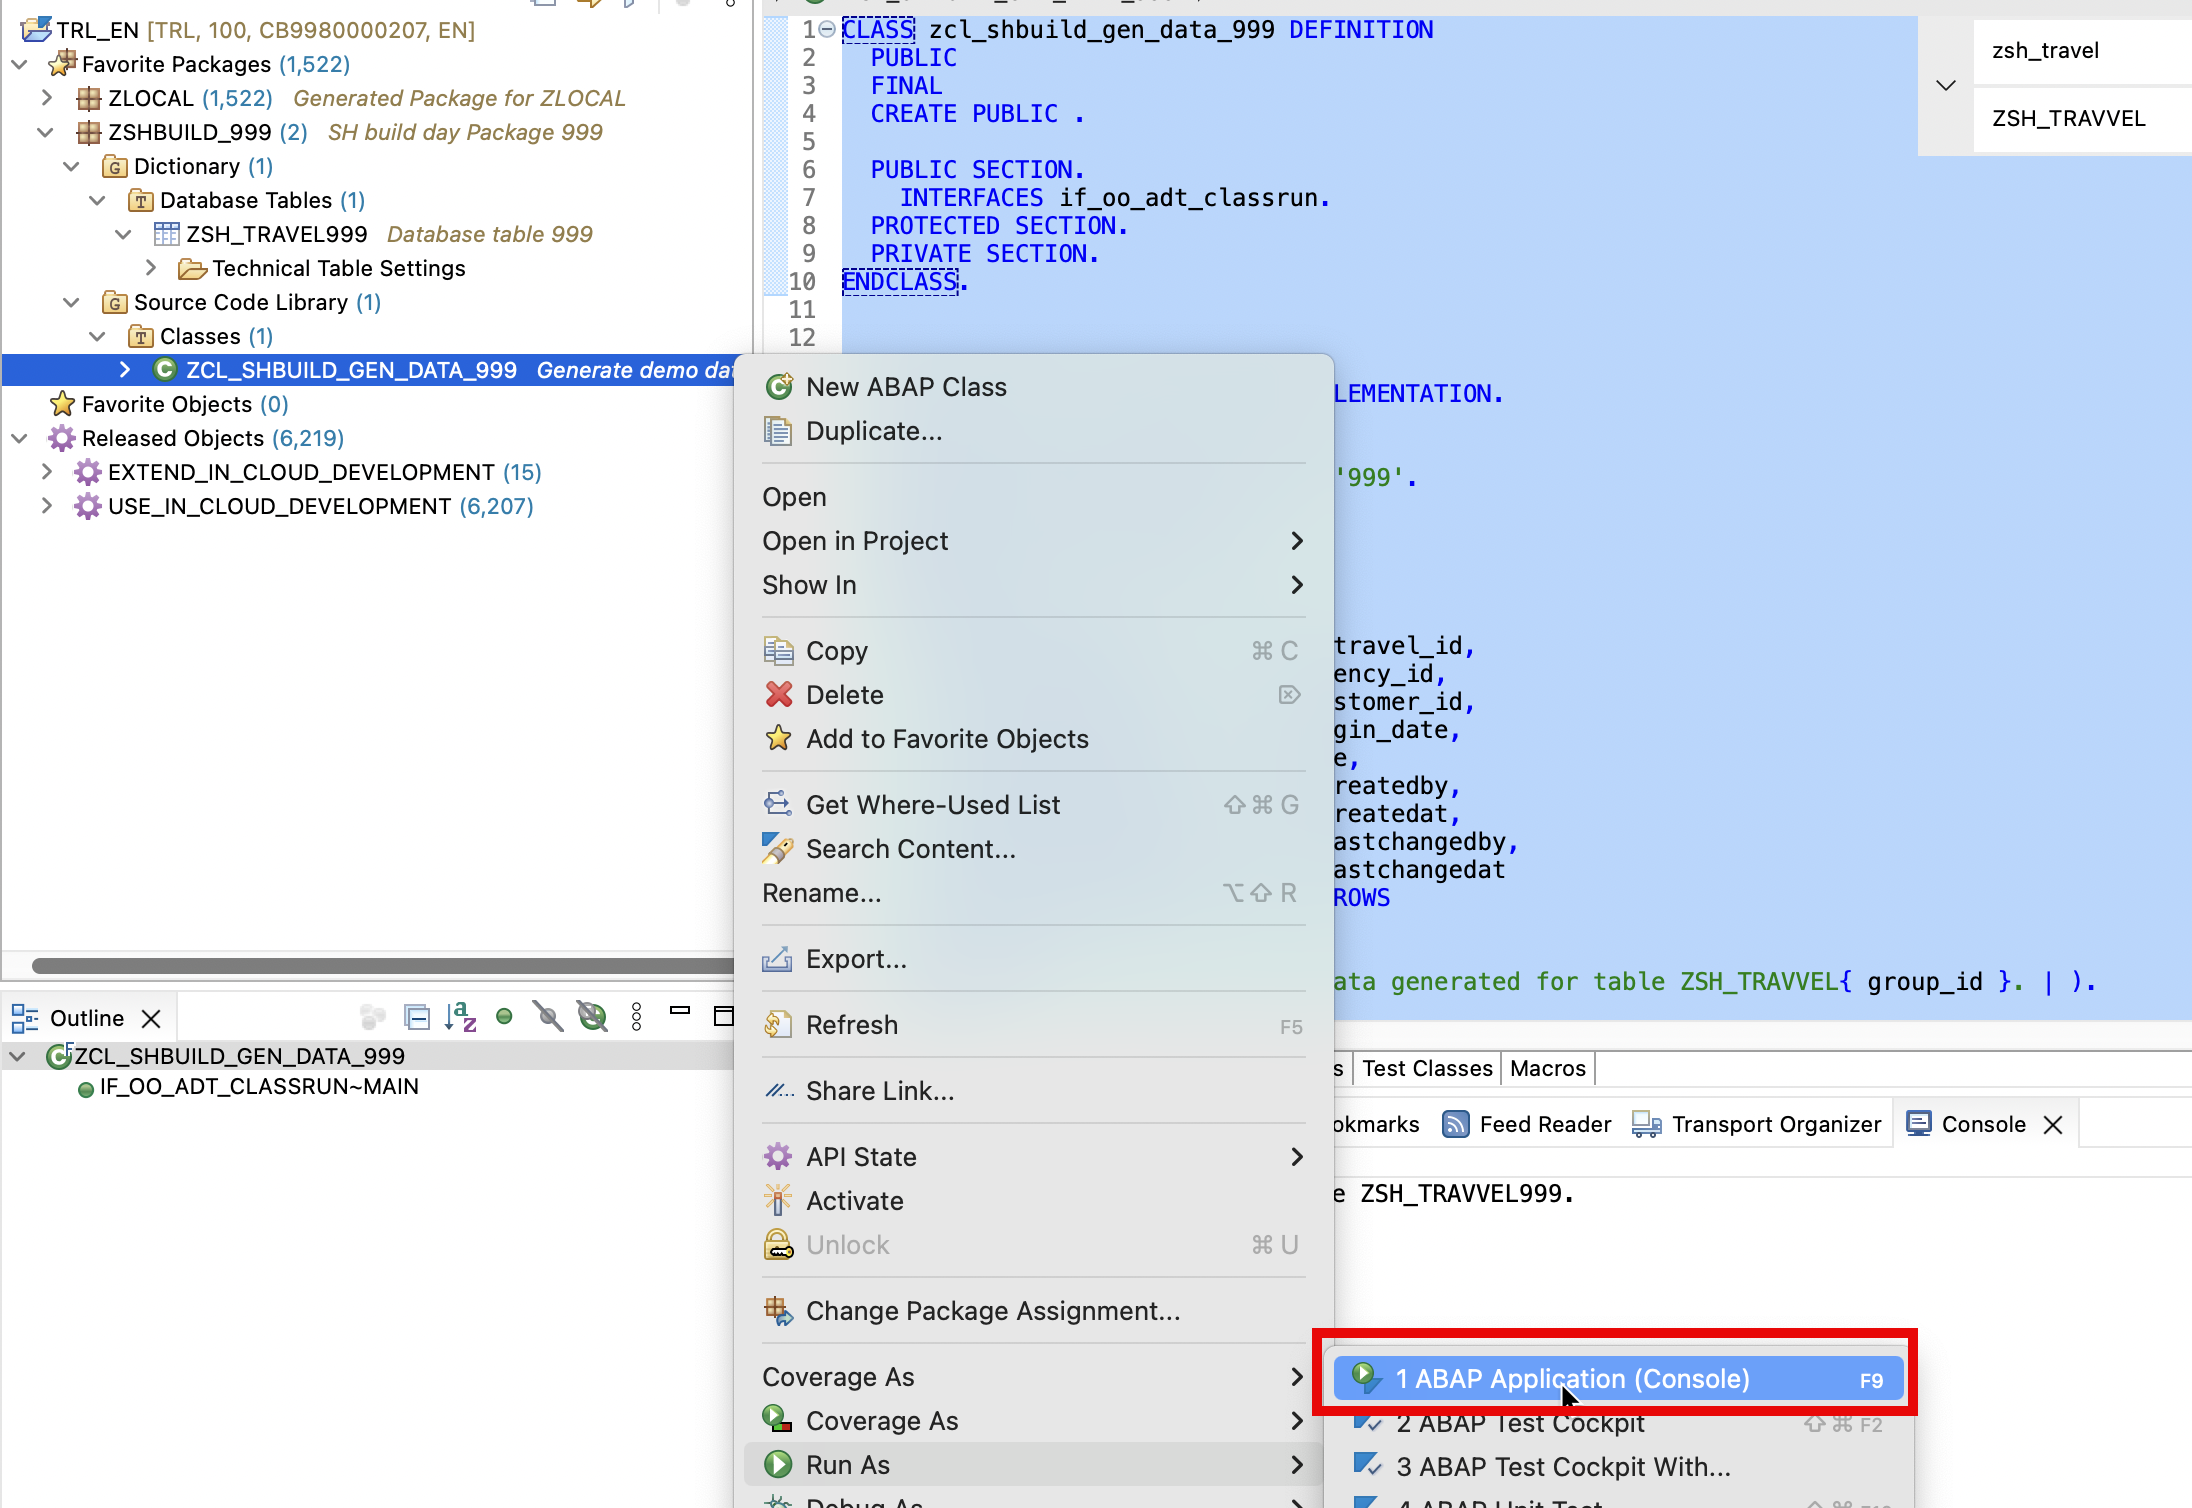 TRL_EN [TRL, 100, CB9980000207, EN]
Favorite Packages (1,522)
ZLOCAL (1,522) Generated Package for ZLOCAL
ZSHBUILD_999 (2) SH build day Package 999
Dictionary (1)
Database Tables (1)
ZSH_TRAVEL999 Database table 999
Technical Table Settings
Source Code Library (1)
Classes (1)
ZCL_SHBUILD_GEN_DATA_999 Generate demo dat
Favorite Objects (0)
Released Objects (6,219)
EXTEND_IN_CLOUD_DEVELOPMENT (15)
USE_IN_CLOUD_DEVELOPMENT (6,207)
Outline
ZCL_SHBUILD_GEN_DATA_999
IF_OO_ADT_CLASSRUN~MAIN
1 CLASS zcl_shbuild_gen_data_999 DEFINITION
2 PUBLIC
3 FINAL
4 CREATE PUBLIC .
5
6 PUBLIC SECTION.
7 INTERFACES if_oo_adt_classrun.
8 PROTECTED SECTION.
9 PRIVATE SECTION.
10 ENDCLASS.
11
12
LEMENTATION.
'999'.
travel_id,
ency_id,
stomer_id,
gin_date,
e,
reatedby,
reatedat,
astchangedby,
astchangedat
ROWS
ata generated for table ZSH_TRAVVEL{ group_id }. | ).
zsh_travel
ZSH_TRAVVEL
New ABAP Class
Duplicate...
Open
Open in Project
Show In
Copy ⌘ C
Delete ⌦
Add to Favorite Objects
Get Where-Used List ⇧ ⌘ G
Search Content...
Rename... ⌥ ⇧ R
Export...
Refresh F5
Share Link...
API State
Activate
Unlock ⌘ U
Change Package Assignment...
Coverage As
Coverage As
Run As
Debug As
1 ABAP Application (Console) F9
2 ABAP Test Cockpit ⇧ ⌘ F2
3 ABAP Test Cockpit With...
4 ABAP Unit Test
s Test Classes Macros
okmarks Feed Reader Transport Organizer Console
e ZSH_TRAVVEL999.